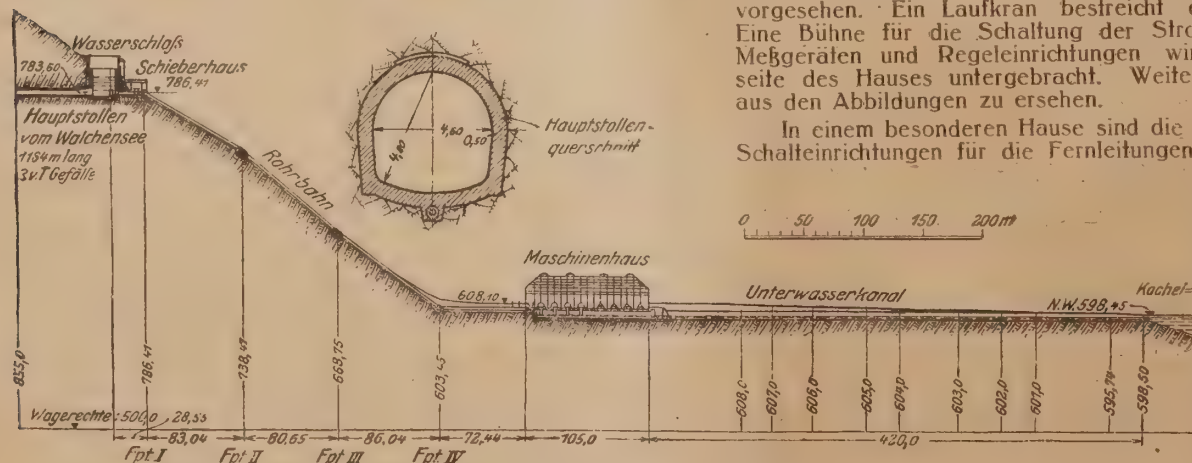 vorgesehen. Ein Laufkran bestreicht
Eine Bühne für die Schaltung der Stro
Meßgeräten und Regeleinrichtungen wi
seite des Hauses untergebracht. Weite
aus den Abbildungen zu ersehen.
In einem besonderen Hause sind die
Schalteinrichtungen für die Fernleitungen
Wasserschloß
783,60
Schieberhaus
786,41
Hauptstollen
vom Walchensee
1184 m lang
3 v.T Gefälle
Rohrbahn
4,60
0,50
4,80
Hauptstollen-
querschnitt
0 50 100 150 200 m
Maschinenhaus
608,10
Unterwasserkanal
N.W. 598,45
Kochel=
855,0
786,41
738,41
668,75
603,45
608,0
607,0
606,0
605,0
604,0
603,0
602,0
601,0
595,74
598,50
Wagerechte: 500,0
28,55
83,04 80,65 86,04 72,44 105,0 420,0
Fpt I Fpt II Fpt III Fpt IV